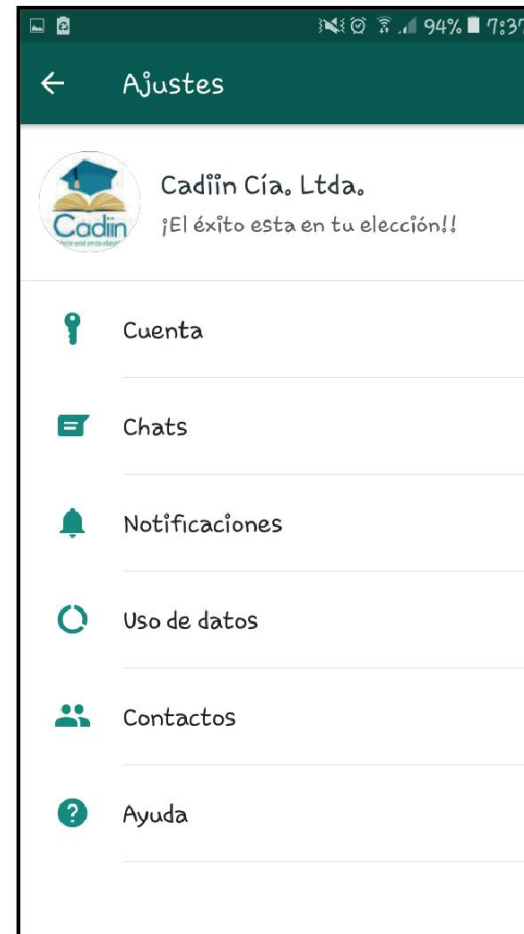 94% 7:37
Ajustes
Cadiin Cía. Ltda.
¡El éxito esta en tu elección!!
Cadiin
Cuenta
Chats
Notificaciones
Uso de datos
Contactos
Ayuda